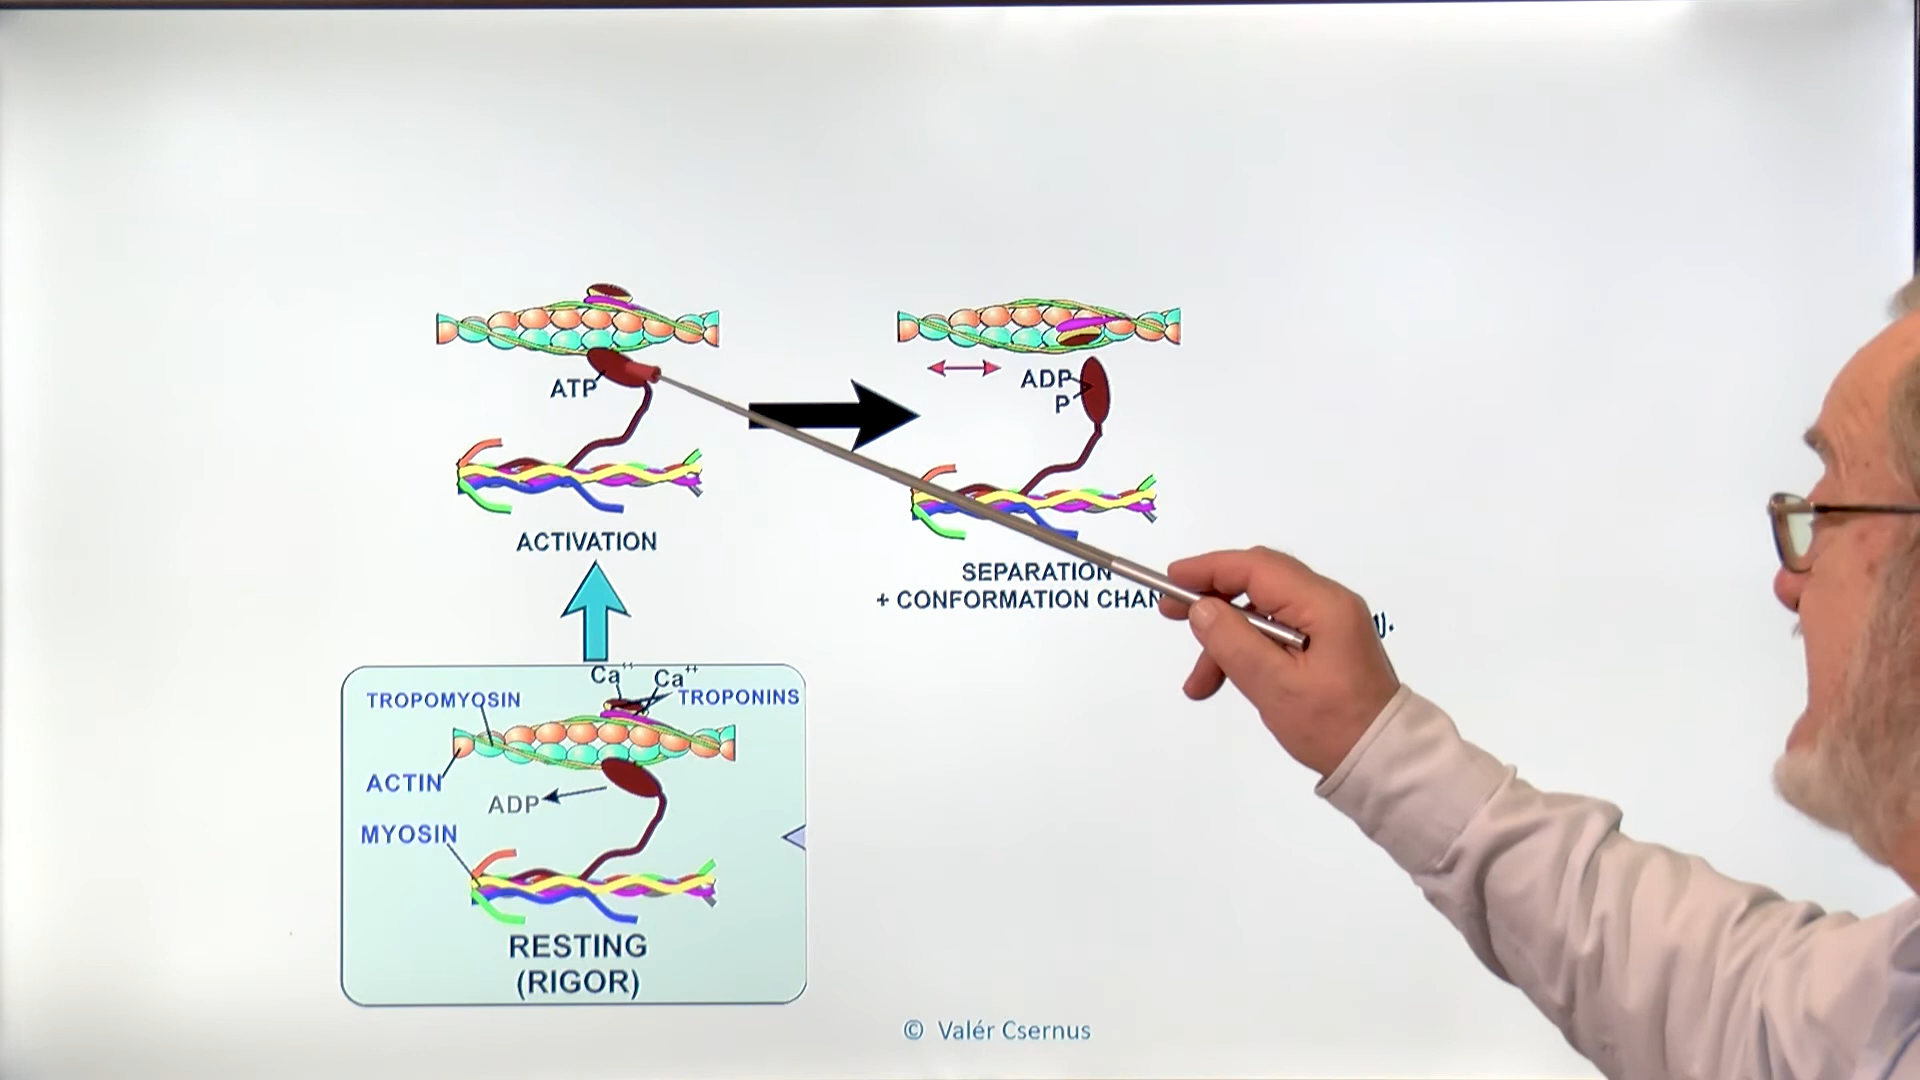 ATP
ADP
P
ACTIVATION
SEPARATION
+ CONFORMATION CHAN
Ca⁺⁺ Ca⁺⁺
TROPOMYOSIN
TROPONINS
ACTIN
ADP
MYOSIN
RESTING
(RIGOR)
© Valér Csernus